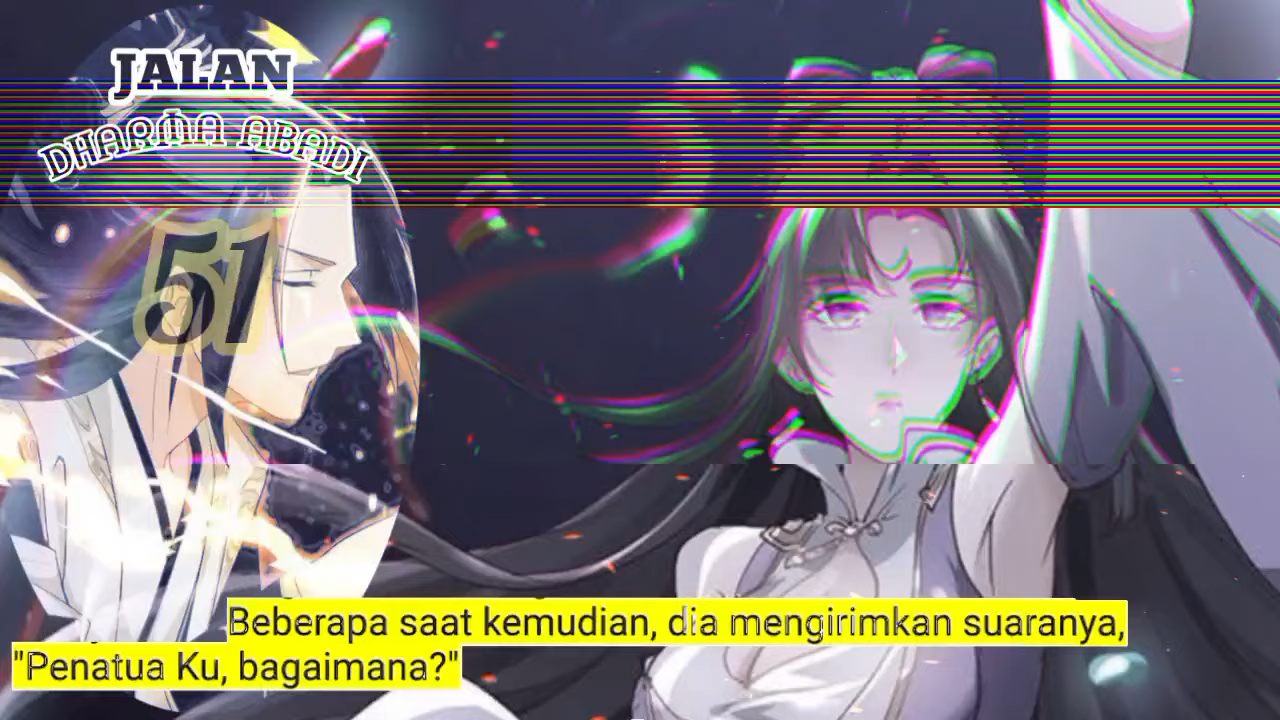 JALAN
DHARMA ABADI
51
Beberapa saat kemudian, dia mengirimkan suaranya,
"Penatua Ku, bagaimana?"